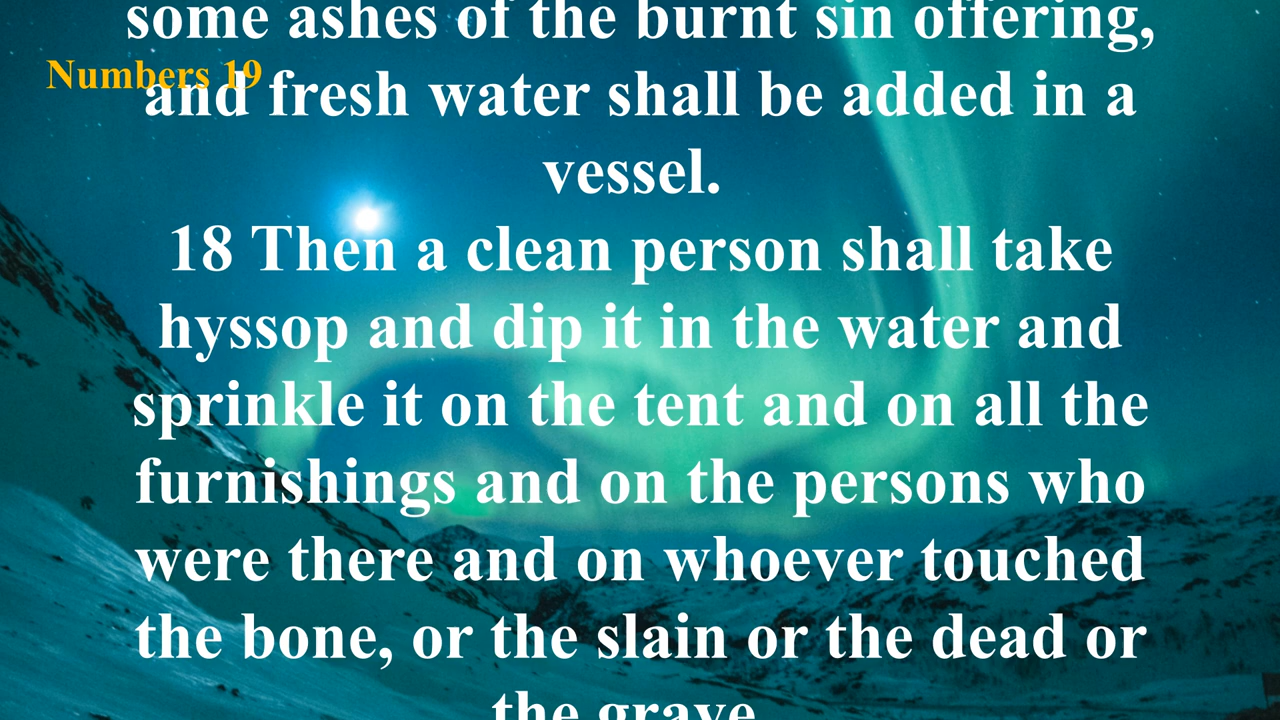 some ashes of the burnt sin offering,
Numbers 19
and fresh water shall be added in a
vessel.
18 Then a clean person shall take
hyssop and dip it in the water and
sprinkle it on the tent and on all the
furnishings and on the persons who
were there and on whoever touched
the bone, or the slain or the dead or
the grave.